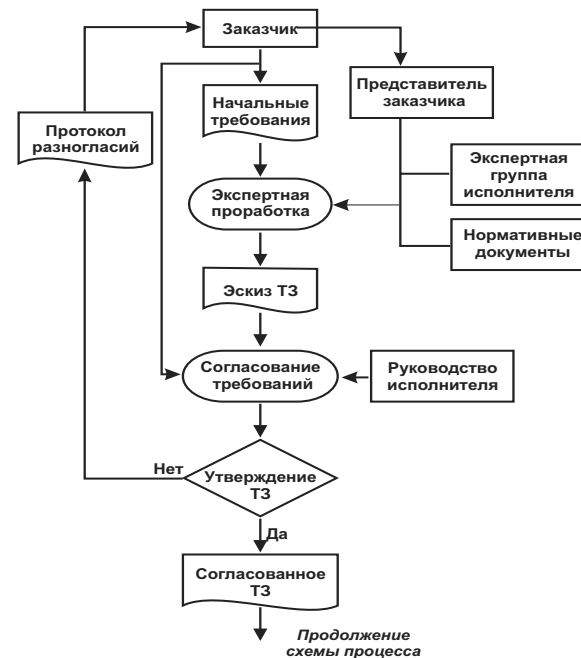 Заказчик
Представитель
заказчика
Начальные
требования
Протокол
разногласий
Экспертная
группа
исполнителя
Экспертная
проработка
Нормативные
документы
Эскиз ТЗ
Согласование
требований
Руководство
исполнителя
Нет
Утверждение
ТЗ
Да
Согласованное
ТЗ
Продолжение
схемы процесса